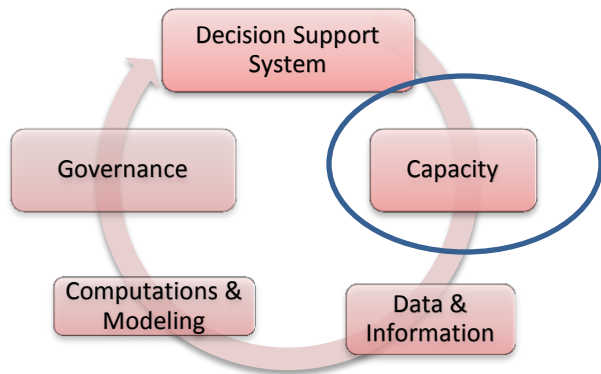 Decision Support
System
Governance
Capacity
Computations &
Modeling
Data &
Information